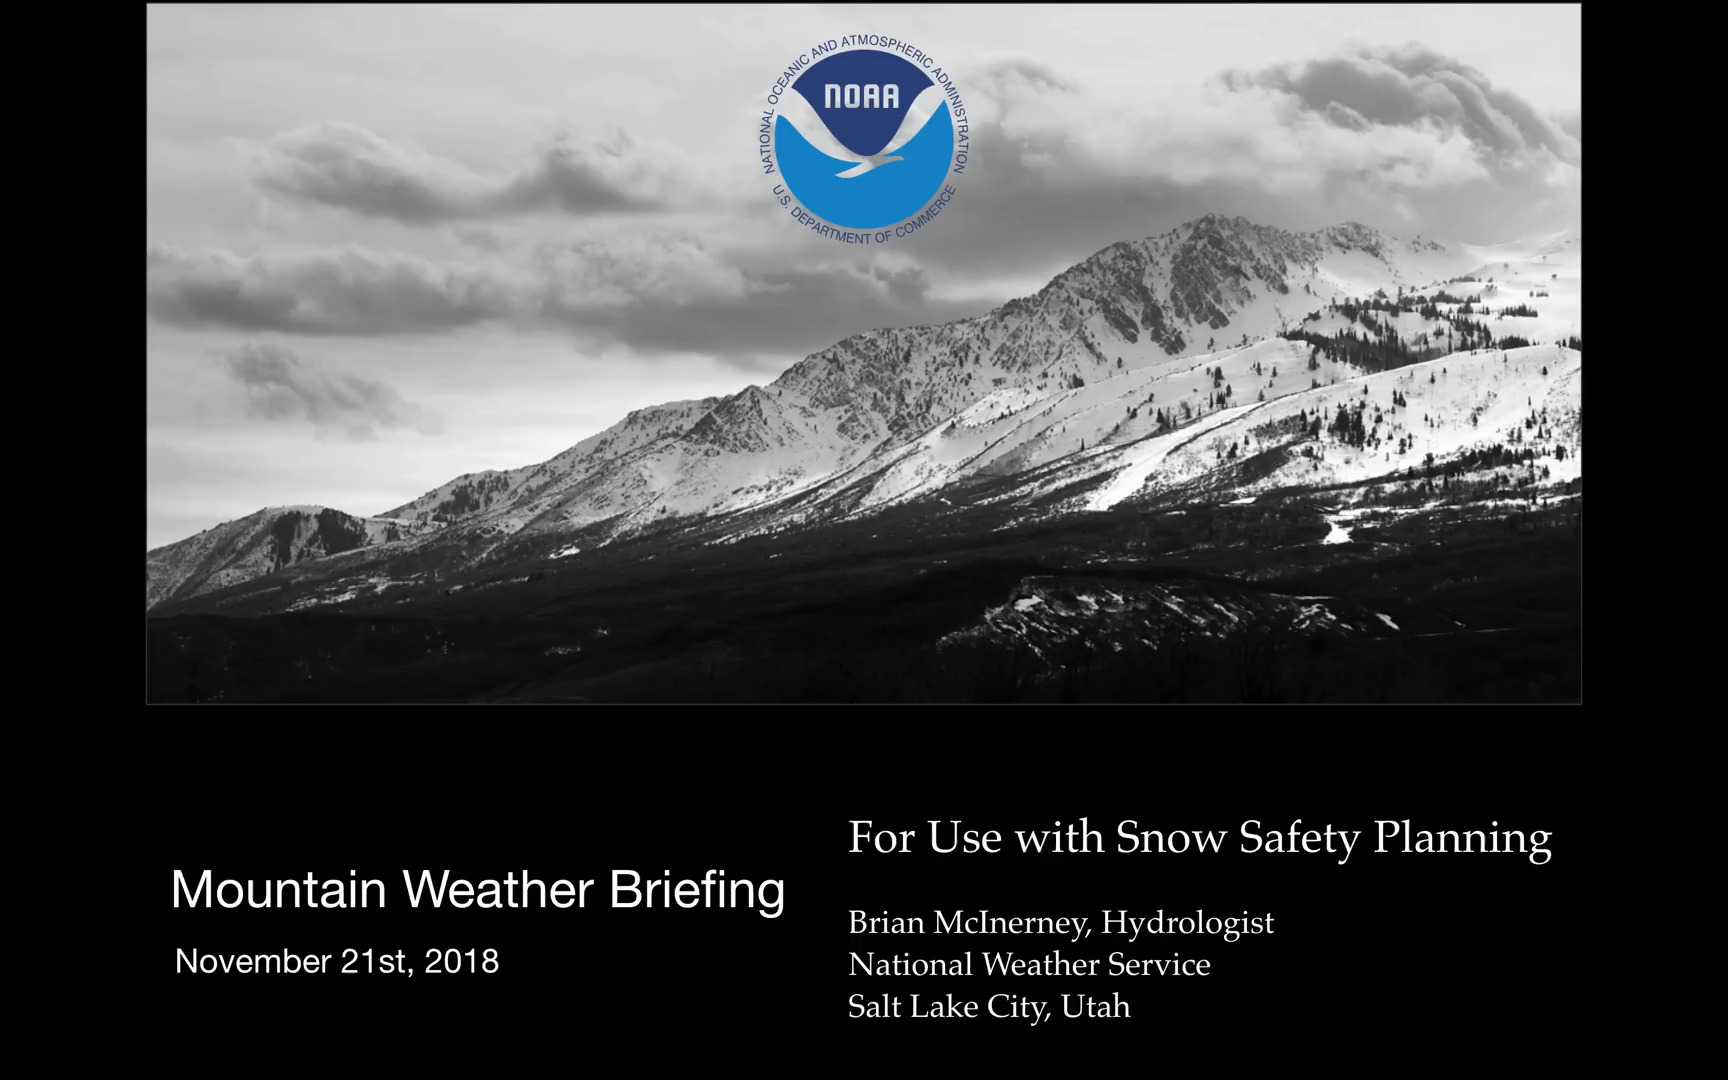 NATIONAL OCEANIC AND ATMOSPHERIC ADMINISTRATION
NOAA
U.S. DEPARTMENT OF COMMERCE
Mountain Weather Briefing
November 21st, 2018
For Use with Snow Safety Planning
Brian McInerney, Hydrologist
National Weather Service
Salt Lake City, Utah